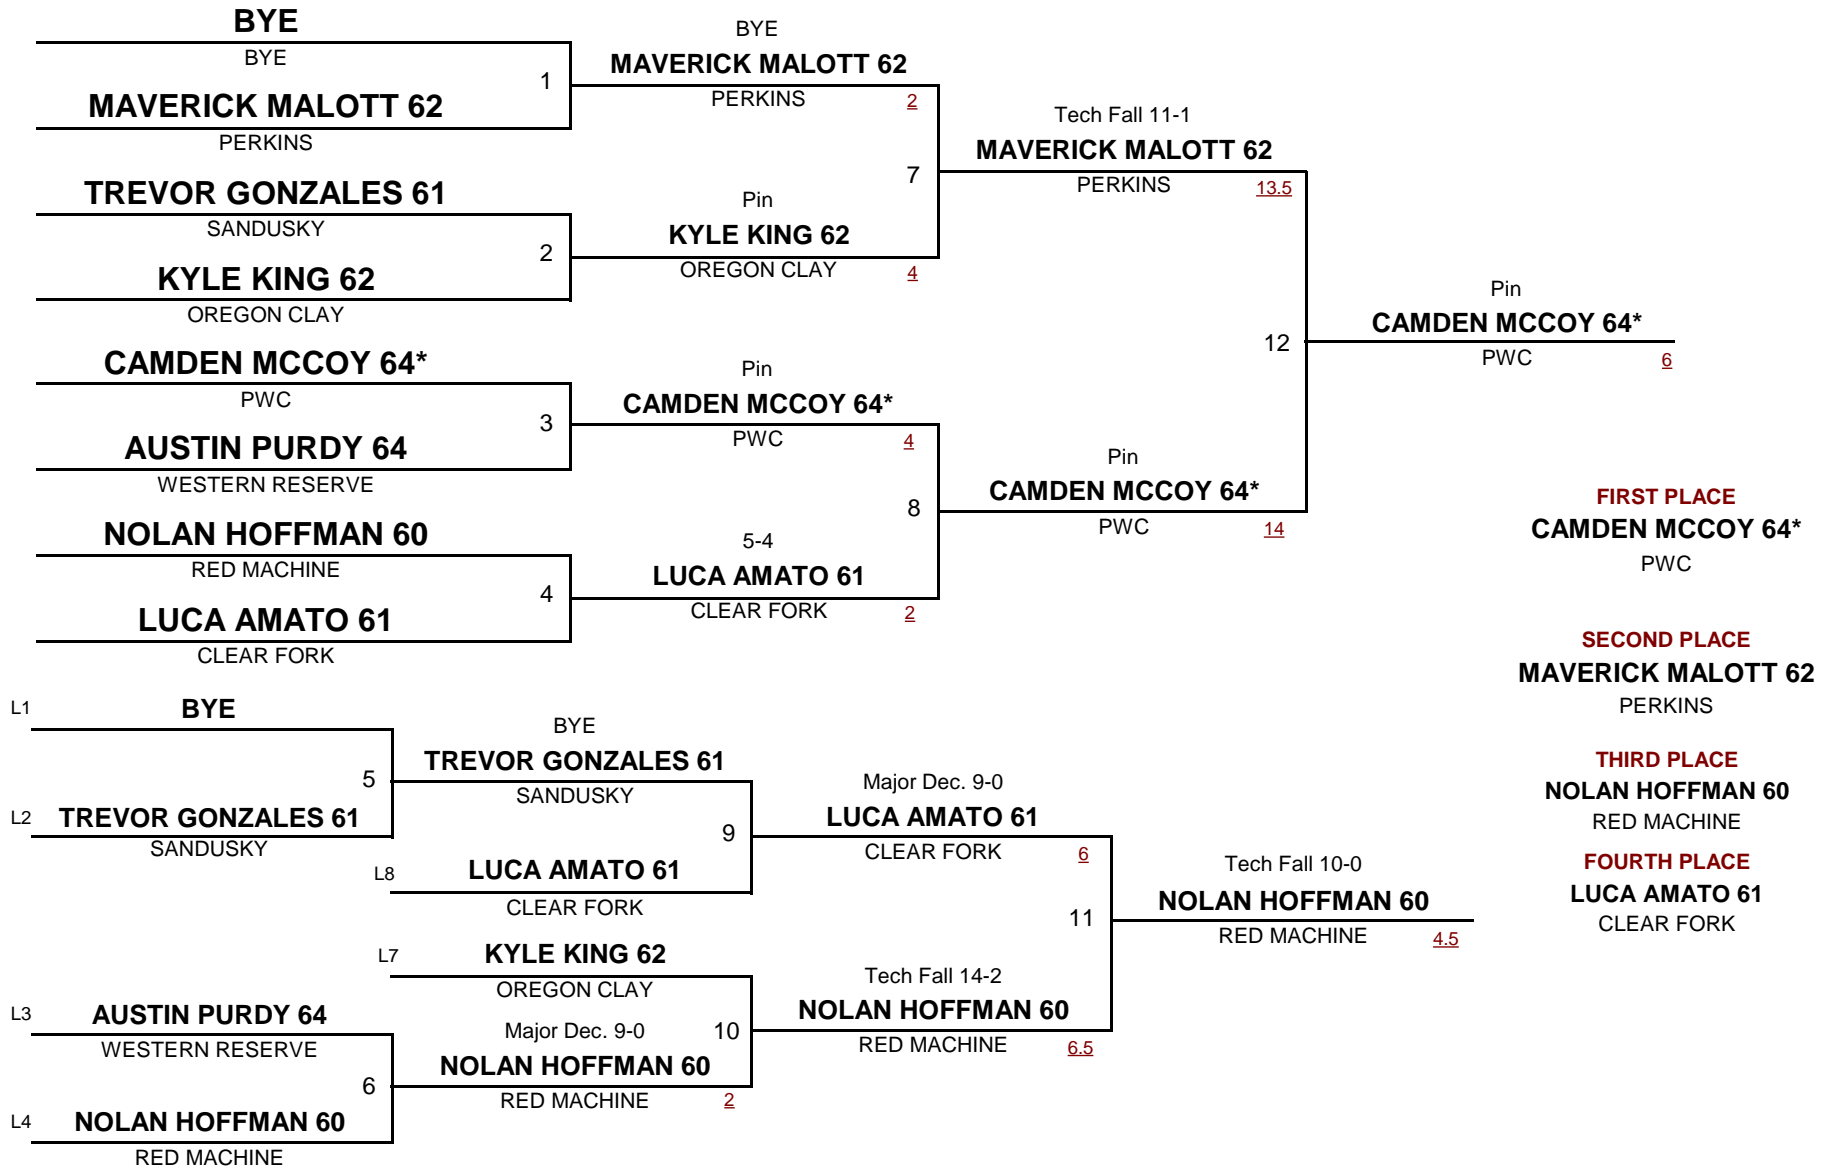 BYE
BYE
1
MAVERICK MALOTT 62
PERKINS
TREVOR GONZALES 61
SANDUSKY
2
KYLE KING 62
OREGON CLAY
CAMDEN MCCOY 64*
PWC
3
AUSTIN PURDY 64
WESTERN RESERVE
NOLAN HOFFMAN 60
RED MACHINE
4
LUCA AMATO 61
CLEAR FORK
BYE
MAVERICK MALOTT 62
PERKINS 2
7
Pin
KYLE KING 62
OREGON CLAY 4
Pin
CAMDEN MCCOY 64*
PWC 4
8
5-4
LUCA AMATO 61
CLEAR FORK 2
Tech Fall 11-1
MAVERICK MALOTT 62
PERKINS 13.5
12
Pin
CAMDEN MCCOY 64*
PWC 14
Pin
CAMDEN MCCOY 64*
PWC 6
FIRST PLACE
CAMDEN MCCOY 64*
PWC
SECOND PLACE
MAVERICK MALOTT 62
PERKINS
THIRD PLACE
NOLAN HOFFMAN 60
RED MACHINE
FOURTH PLACE
LUCA AMATO 61
CLEAR FORK
L1 BYE
5
L2 TREVOR GONZALES 61
SANDUSKY
L3 AUSTIN PURDY 64
WESTERN RESERVE
6
L4 NOLAN HOFFMAN 60
RED MACHINE
BYE
TREVOR GONZALES 61
SANDUSKY
9
L8 LUCA AMATO 61
CLEAR FORK
L7 KYLE KING 62
OREGON CLAY
10
Major Dec. 9-0
NOLAN HOFFMAN 60
RED MACHINE 2
Major Dec. 9-0
LUCA AMATO 61
CLEAR FORK 6
11
Tech Fall 14-2
NOLAN HOFFMAN 60
RED MACHINE 6.5
Tech Fall 10-0
NOLAN HOFFMAN 60
RED MACHINE 4.5